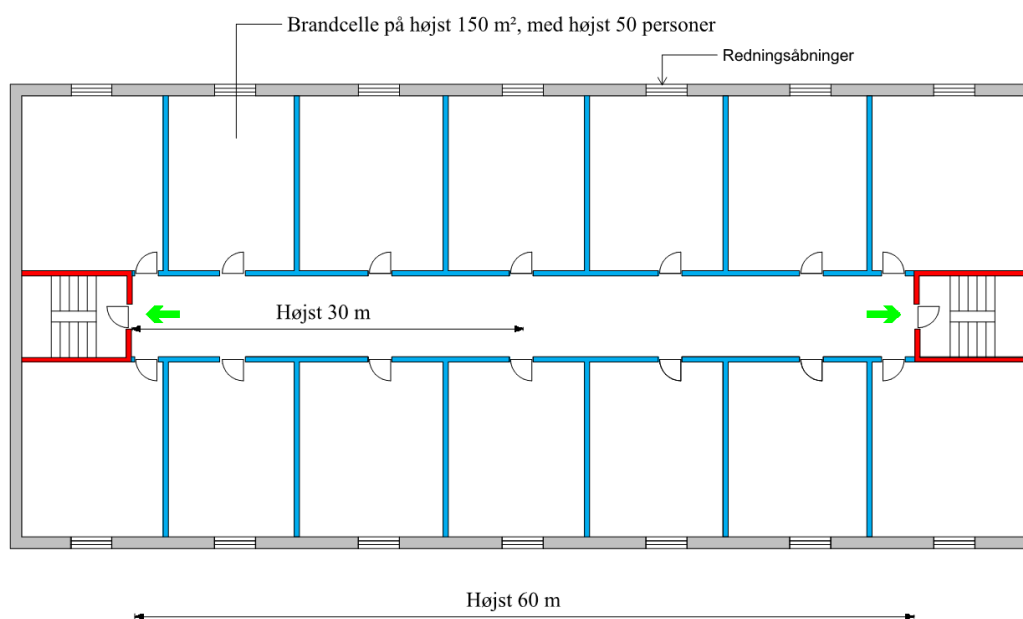 Brandcelle på højst 150 m², med højst 50 personer
Redningsåbninger
Højst 30 m
Højst 60 m